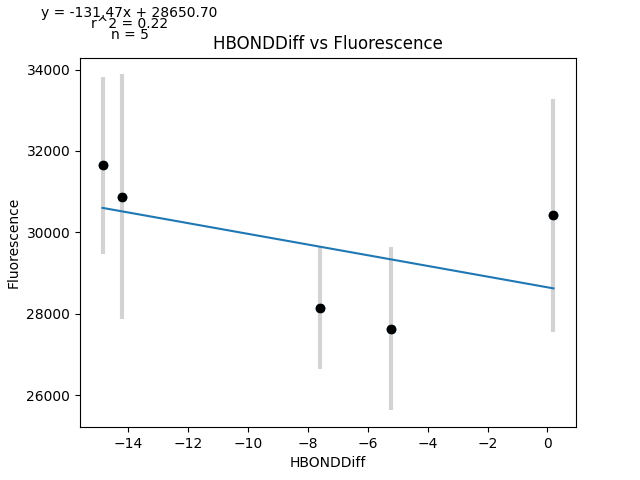 y = -131.47x + 28650.70
r^2 = 0.22
n = 5
HBONDDiff vs Fluorescence
34000
32000
30000
28000
26000
Fluorescence
−14
−12
−10
−8
−6
−4
−2
0
HBONDDiff